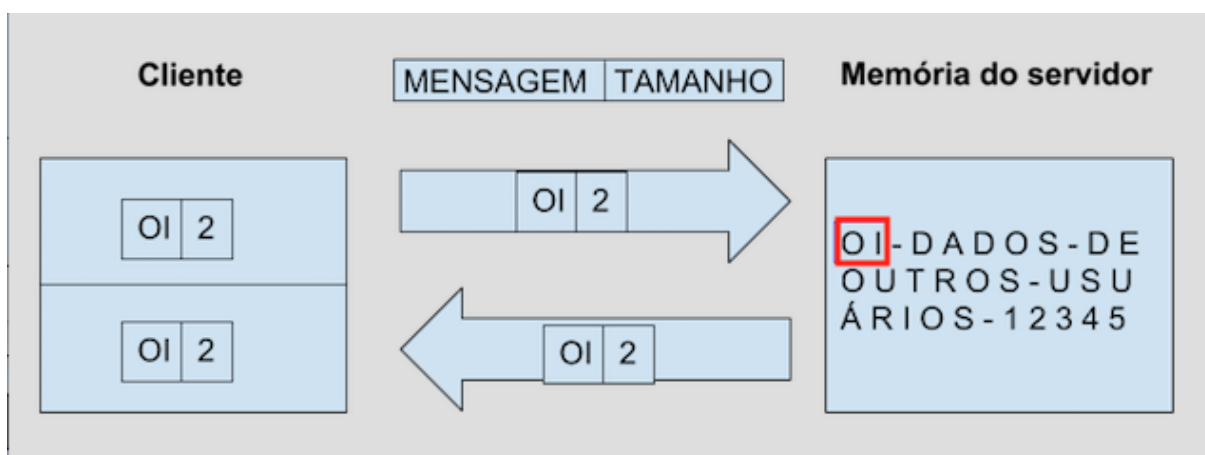 Cliente
MENSAGEM TAMANHO
Memória do servidor
OI 2
OI 2
OI-DADOS-DE
OUTROS-USU
ÁRIOS-12345
OI 2
OI 2